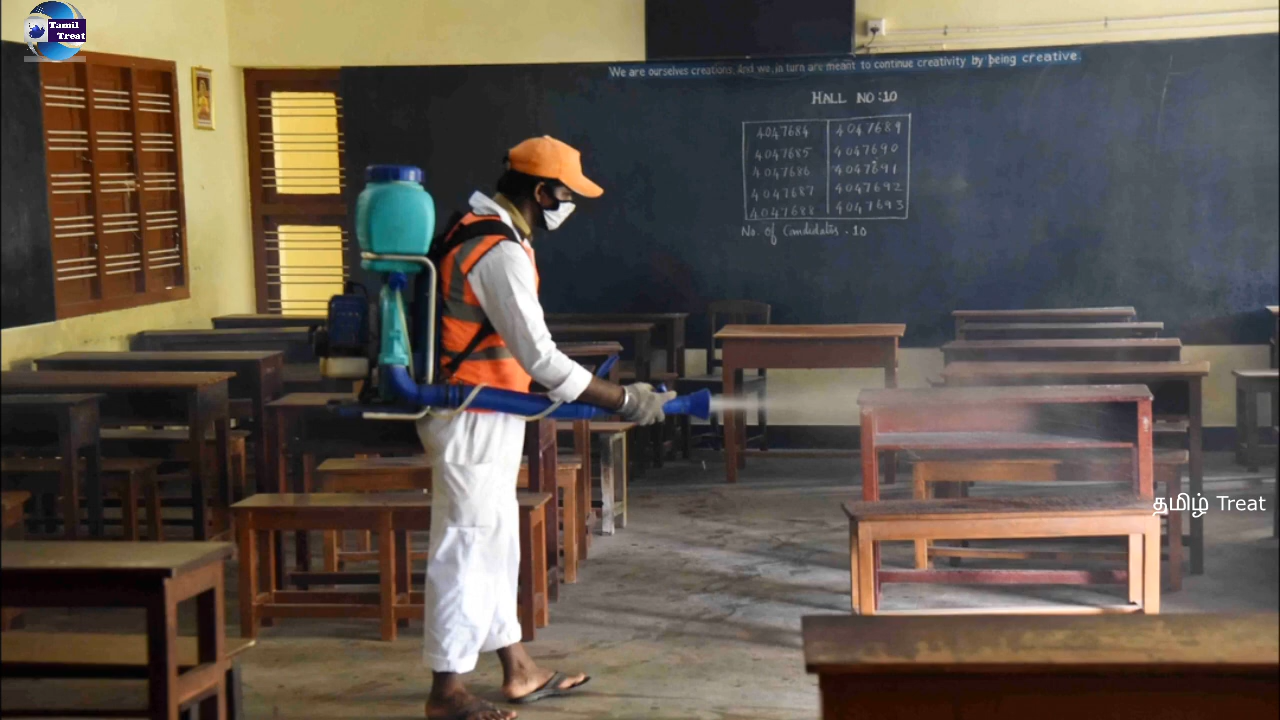 Tamil
Treat
We are ourselves creations. And we, in turn are meant to continue creativity by being creative.
HALL NO:10
4047684 4047689
4047685 4047690
4047686 4047691
4047687 4047692
4047688 4047693
No. of Candidates - 10
தமிழ் Treat